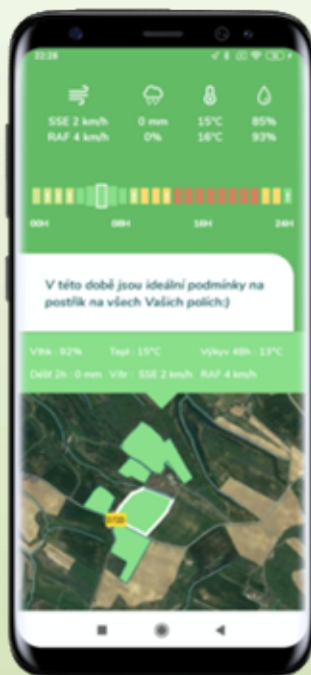 22:28
SSE 2 km/h 0 mm 15°C 85%
RAF 4 km/h 0% 16°C 93%
00H 08H 16H 24H
V této době jsou ideální podmínky na
postřik na všech Vašich polích:)
Vlhk : 92% Tepl : 15°C Výkyv 48h : 13°C
Déšť 2h : 0 mm Vítr : SSE 2 km/h RAF 4 km/h